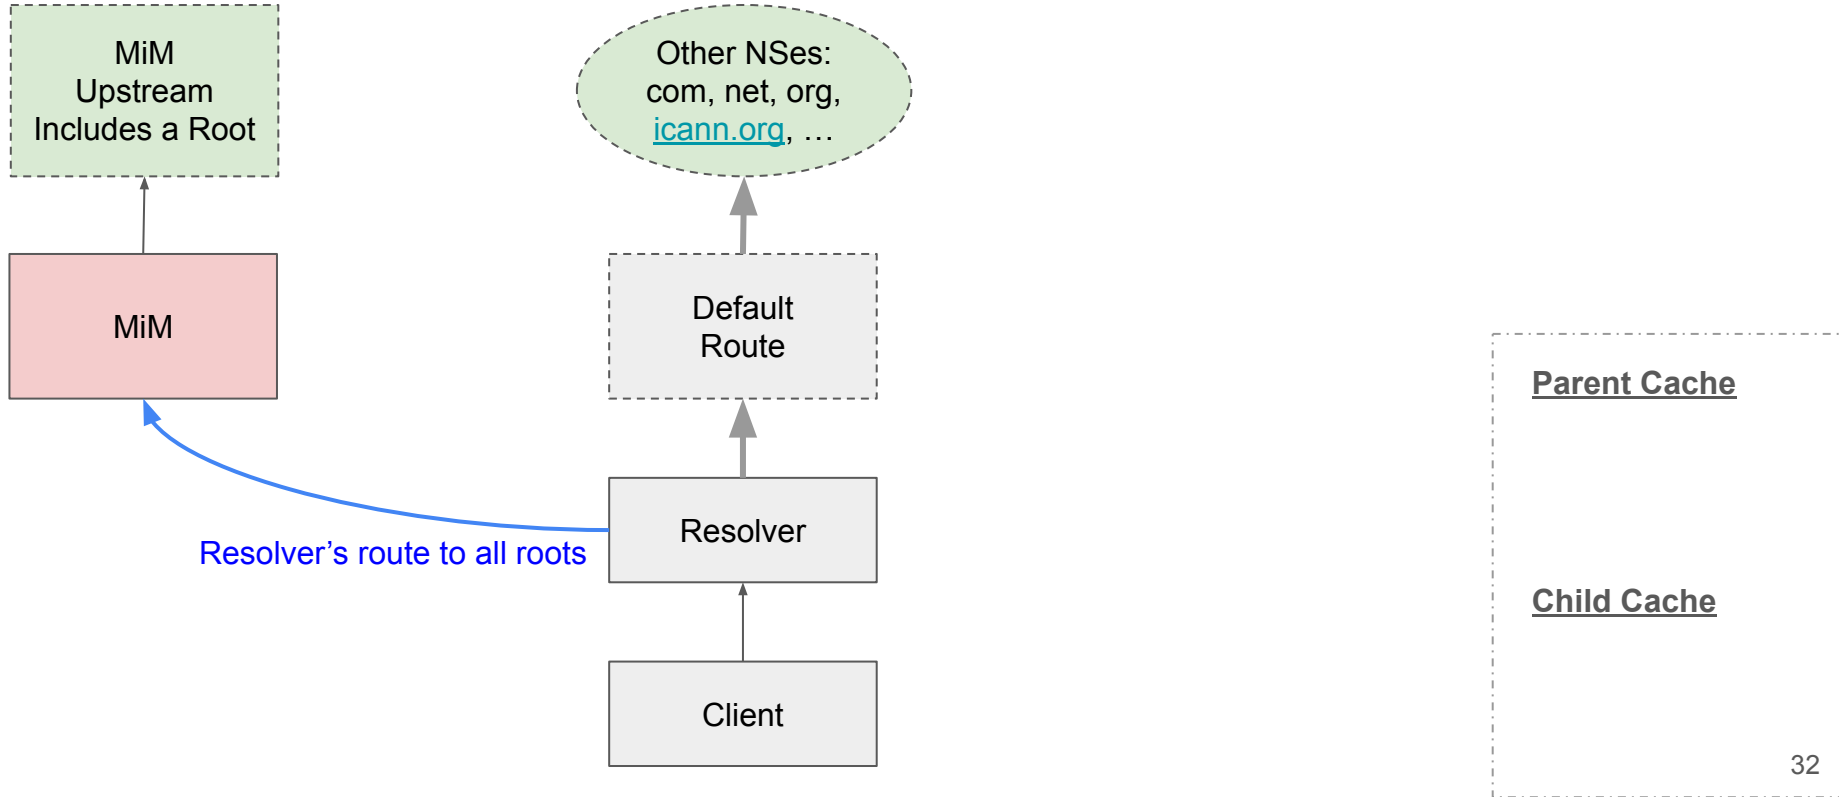 MiM
Upstream
Includes a Root
Other NSes:
com, net, org,
icann.org, …
MiM
Default
Route
Parent Cache
Resolver
Resolver’s route to all roots
Child Cache
Client
32